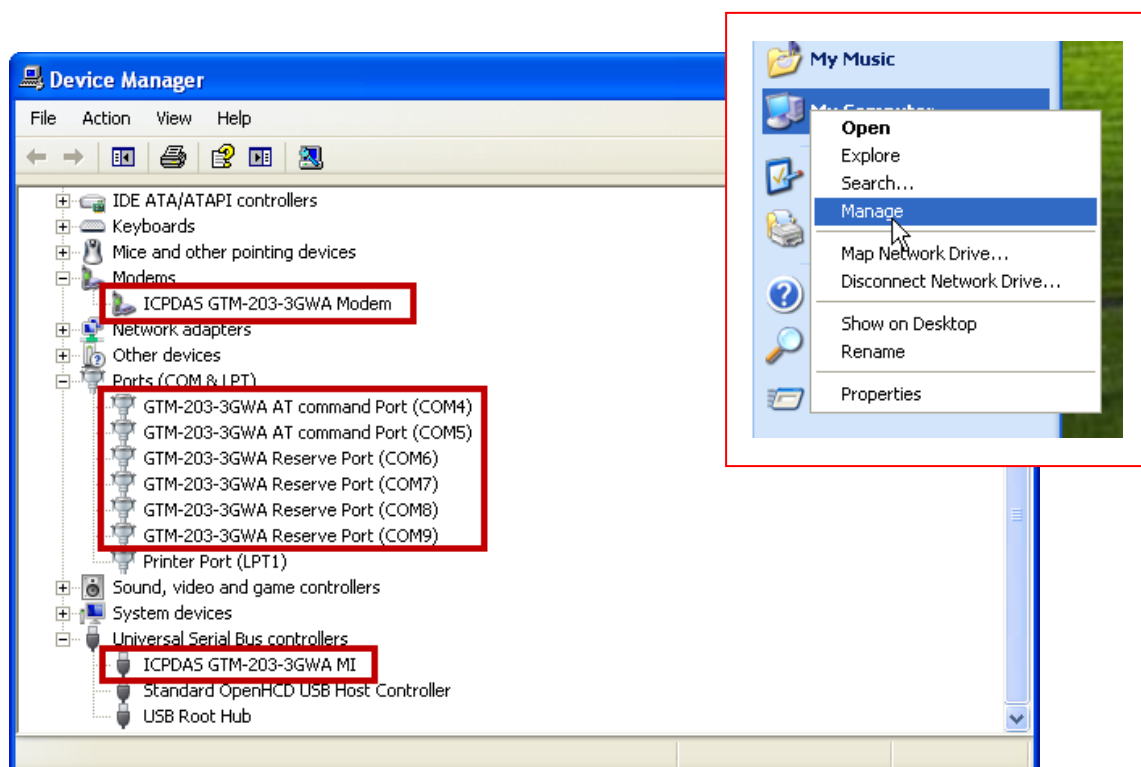 Device Manager
File Action View Help
IDE ATA/ATAPI controllers
Keyboards
Mice and other pointing devices
Modems
ICPDAS GTM-203-3GWA Modem
Network adapters
Other devices
Ports (COM & LPT)
GTM-203-3GWA AT command Port (COM4)
GTM-203-3GWA AT command Port (COM5)
GTM-203-3GWA Reserve Port (COM6)
GTM-203-3GWA Reserve Port (COM7)
GTM-203-3GWA Reserve Port (COM8)
GTM-203-3GWA Reserve Port (COM9)
Printer Port (LPT1)
Sound, video and game controllers
System devices
Universal Serial Bus controllers
ICPDAS GTM-203-3GWA MI
Standard OpenHCD USB Host Controller
USB Root Hub
My Music
My Computer
Open
Explore
Search...
Manage
Map Network Drive...
Disconnect Network Drive...
Show on Desktop
Rename
Properties